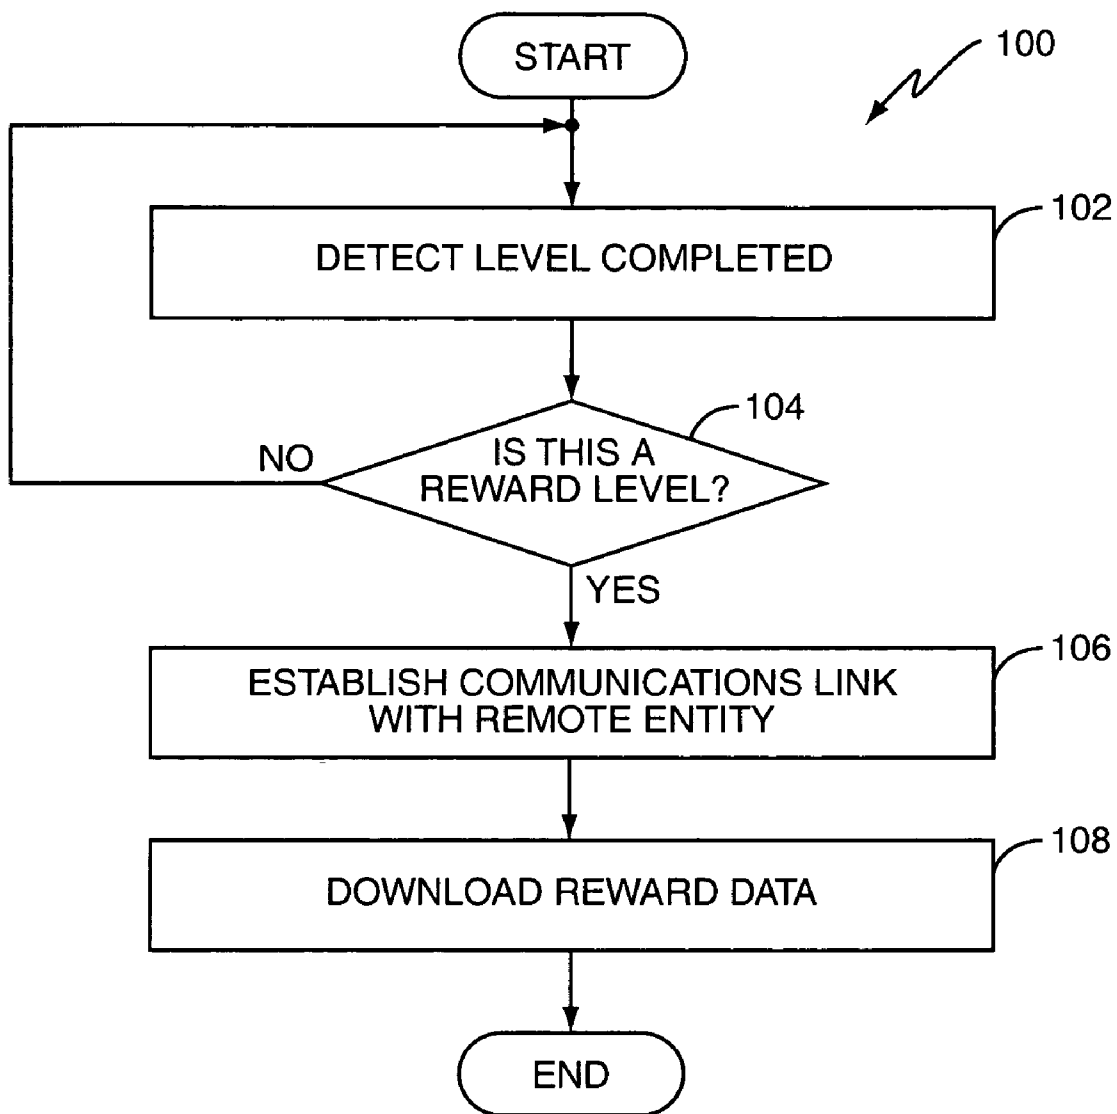 START
100
102
DETECT LEVEL COMPLETED
104
IS THIS A
REWARD LEVEL?
NO
YES
106
ESTABLISH COMMUNICATIONS LINK
WITH REMOTE ENTITY
108
DOWNLOAD REWARD DATA
END